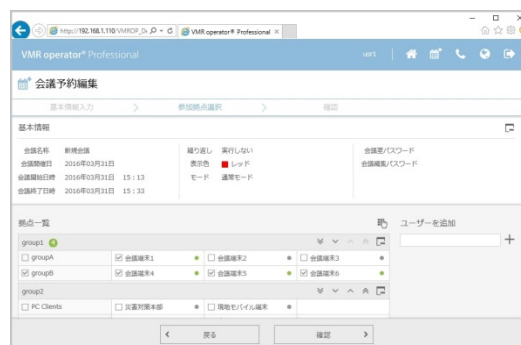 http://192.168.1.110/VMROP_De
VMR operator® Professional
VMR operator® Professional
user1
会議予約編集
基本情報入力
参加拠点選択
確認
基本情報
会議名称 新規会議
繰り返し 実行しない
会議室パスワード
会議開催日 2016年03月31日
表示色 レッド
会議編集パスワード
会議開始日時 2016年03月31日 15:13
モード 通常モード
会議終了日時 2016年03月31日 15:33
拠点一覧
ユーザーを追加
group1 4
groupA 会議端末1 会議端末2 会議端末3
groupB 会議端末4 会議端末5 会議端末6
group2
PC Clients 災害対策本部 現地モバイル端末
戻る
確認